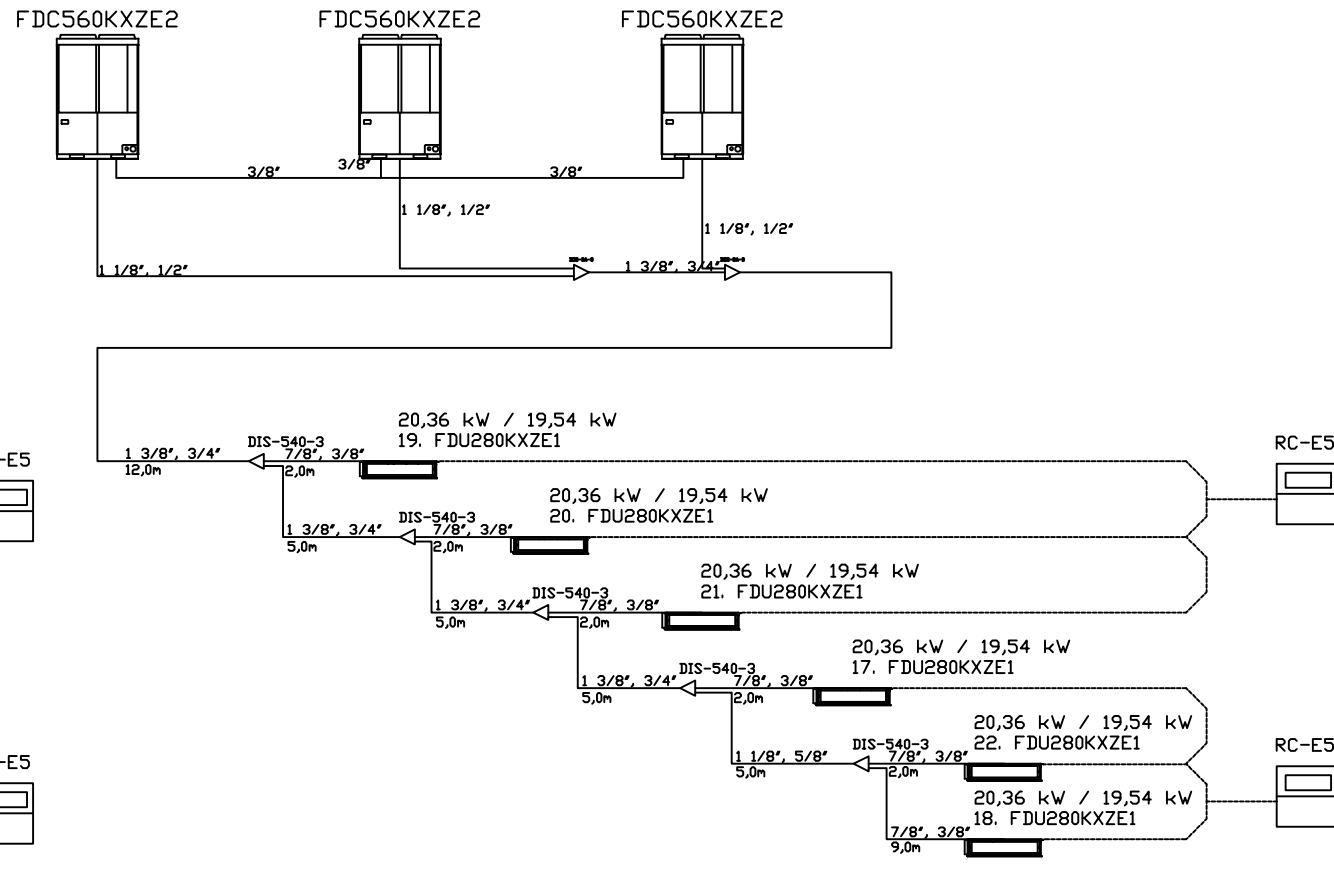 FDC560KXZE2
FDC560KXZE2
FDC560KXZE2
3/8"
3/8"
3/8"
1 1/8", 1/2"
1 1/8", 1/2"
1 1/8", 1/2"
1 3/8", 3/4"
20,36 kW / 19,54 kW
19. FDU280KXZE1
DIS-540-3
1 3/8", 3/4"
7/8", 3/8"
12,0m
2,0m
RC-E5
-E5
20,36 kW / 19,54 kW
20. FDU280KXZE1
DIS-540-3
1 3/8", 3/4"
7/8", 3/8"
5,0m
2,0m
20,36 kW / 19,54 kW
21. FDU280KXZE1
DIS-540-3
1 3/8", 3/4"
7/8", 3/8"
5,0m
2,0m
20,36 kW / 19,54 kW
17. FDU280KXZE1
DIS-540-3
1 3/8", 3/4"
7/8", 3/8"
5,0m
2,0m
20,36 kW / 19,54 kW
22. FDU280KXZE1
DIS-540-3
1 1/8", 5/8"
7/8", 3/8"
5,0m
2,0m
RC-E5
-E5
20,36 kW / 19,54 kW
18. FDU280KXZE1
7/8", 3/8"
9,0m